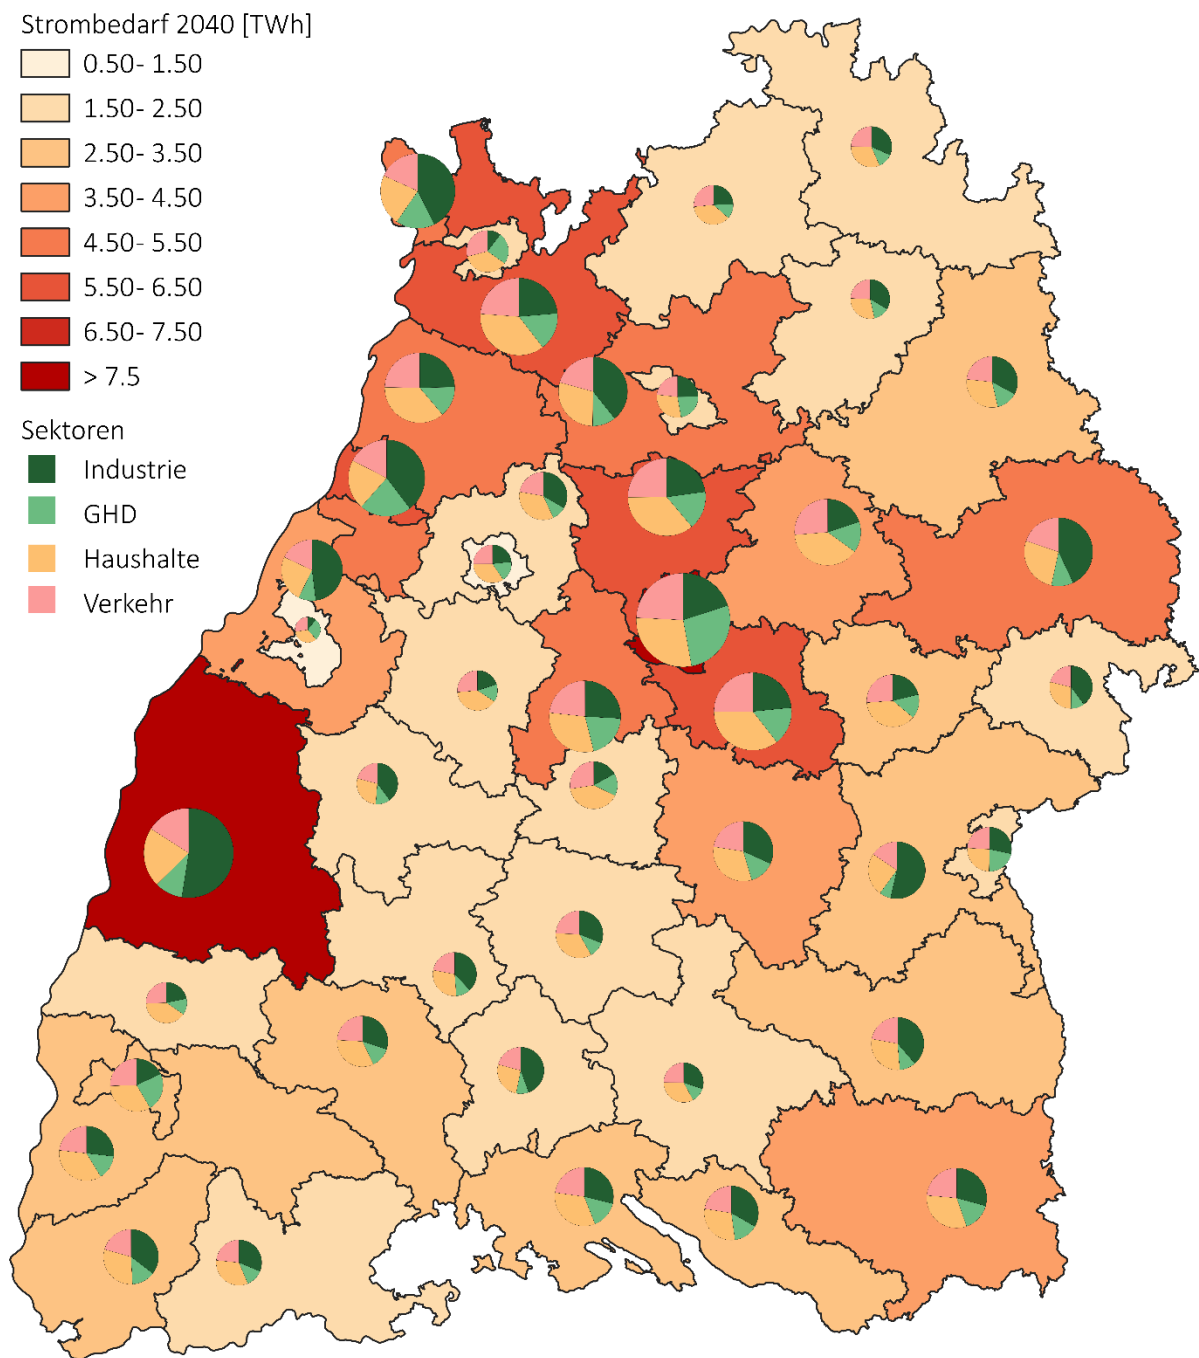 Strombedarf 2040 [TWh]
0.50- 1.50
1.50- 2.50
2.50- 3.50
3.50- 4.50
4.50- 5.50
5.50- 6.50
6.50- 7.50
> 7.5
Sektoren
Industrie
GHD
Haushalte
Verkehr